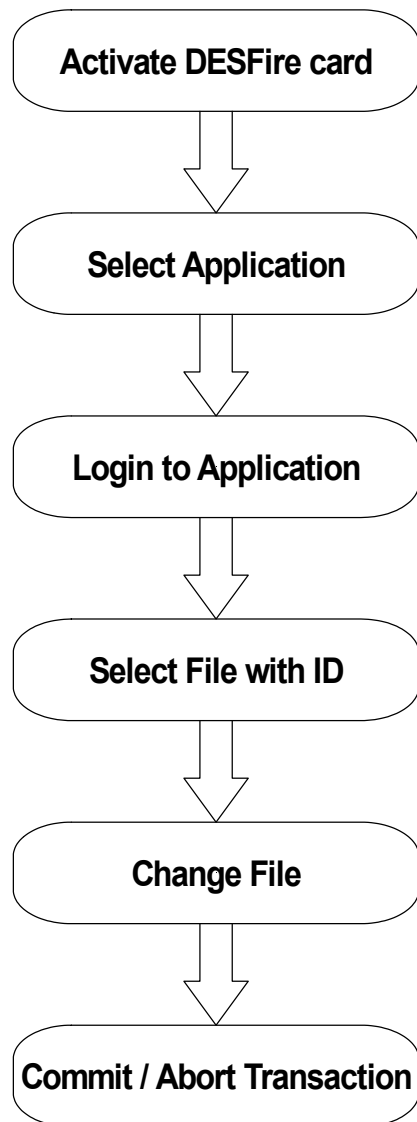 Activate DESFire card
Select Application
Login to Application
Select File with ID
Change File
Commit / Abort Transaction